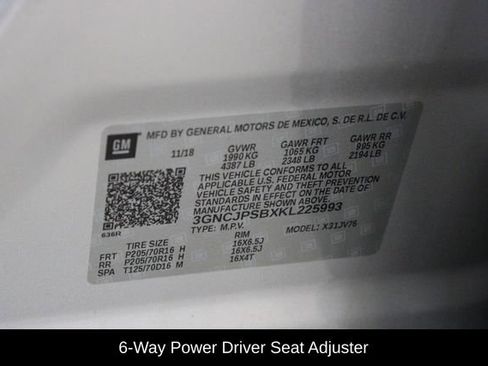 GM
MFD BY GENERAL MOTORS DE MEXICO, S. DE R.L. DE C.V.
11/18 GVWR GAWR FRT GAWR RR
1990 KG 1065 KG 995 KG
4387 LB 2348 LB 2194 LB
THIS VEHICLE CONFORMS TO ALL
APPLICABLE U.S. FEDERAL MOTOR
VEHICLE SAFETY AND THEFT PREVENTION
STANDARDS IN EFFECT ON THE DATE OF
MANUFACTURE SHOWN ABOVE.
3GNCJPSBXKL225993
TYPE: M.P.V. MODEL: X31JV76
636R
TIRE SIZE RIM
FRT P205/70R16 H 16X6.5J
RR P205/70R16 H 16X6.5J
SPA T125/70D16 M 16X4T
6-Way Power Driver Seat Adjuster